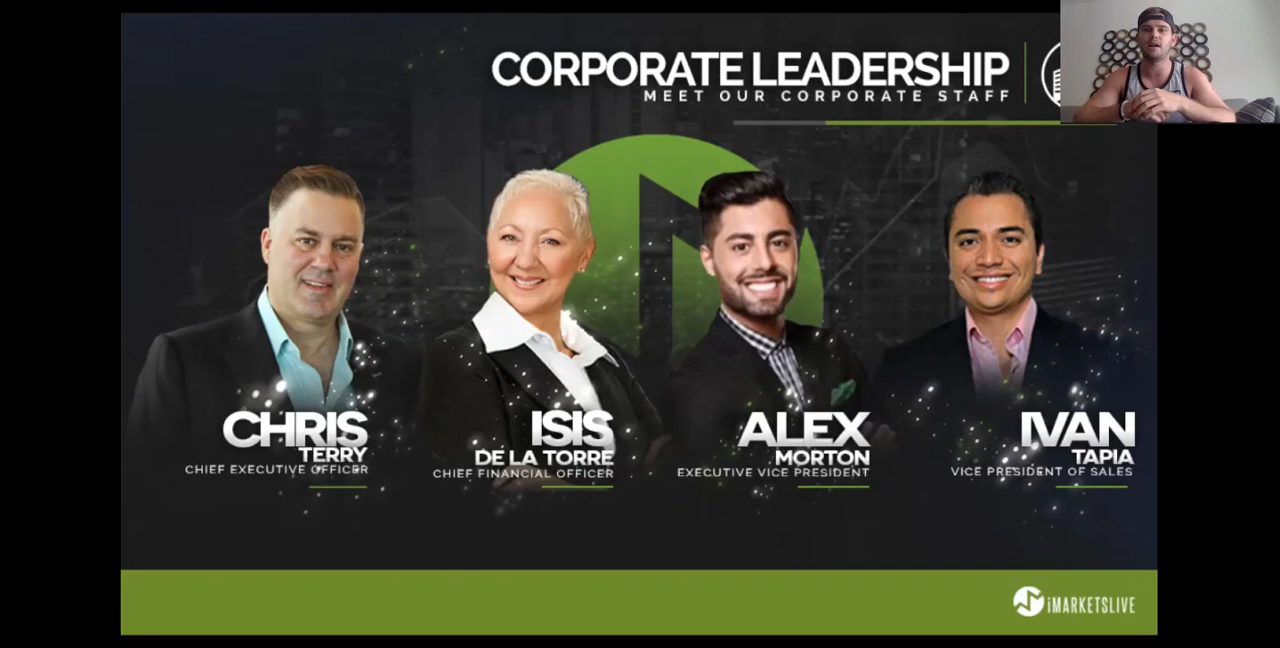 CORPORATE LEADERSHIP
MEET OUR CORPORATE STAFF
CHRIS
TERRY
CHIEF EXECUTIVE OFFICER
ISIS
DE LA TORRE
CHIEF FINANCIAL OFFICER
ALEX
MORTON
EXECUTIVE VICE PRESIDENT
IVAN
TAPIA
VICE PRESIDENT OF SALES
iMARKETSLIVE